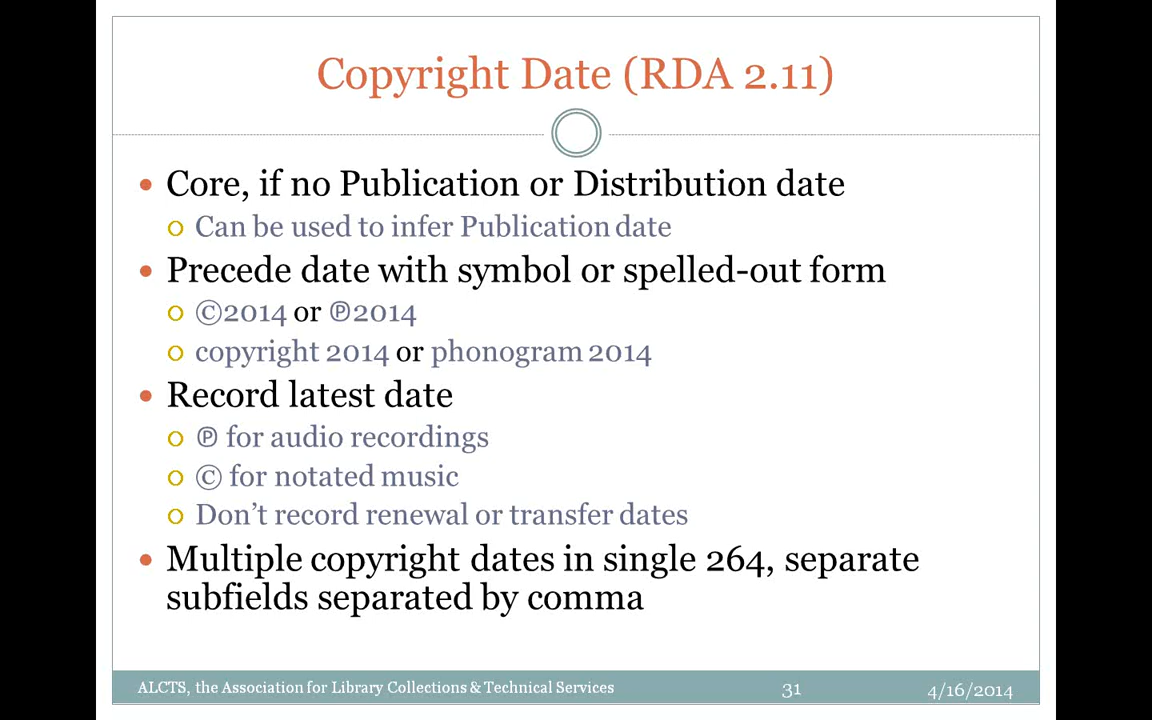 Copyright Date (RDA 2.11)
• Core, if no Publication or Distribution date
o Can be used to infer Publication date
• Precede date with symbol or spelled-out form
o ©2014 or ℗2014
o copyright 2014 or phonogram 2014
• Record latest date
o ℗ for audio recordings
o © for notated music
o Don’t record renewal or transfer dates
• Multiple copyright dates in single 264, separate
subfields separated by comma
ALCTS, the Association for Library Collections & Technical Services 31 4/16/2014